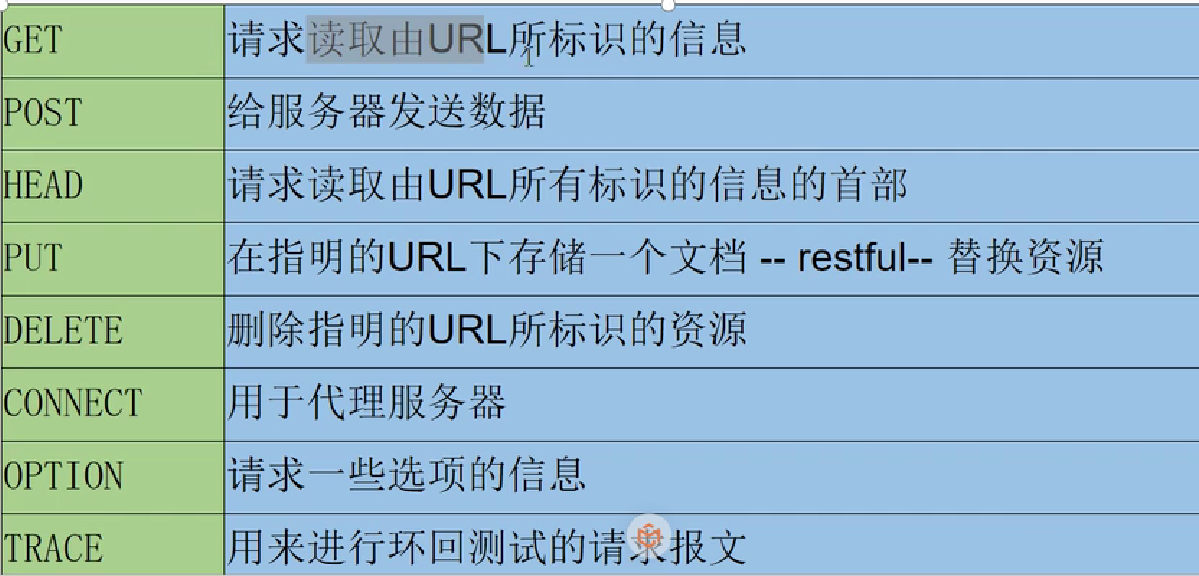 GET 请求读取由URL所标识的信息
POST 给服务器发送数据
HEAD 请求读取由URL所有标识的信息的首部
PUT 在指明的URL下存储一个文档 -- restful-- 替换资源
DELETE 删除指明的URL所标识的资源
CONNECT 用于代理服务器
OPTION 请求一些选项的信息
TRACE 用来进行环回测试的请求报文